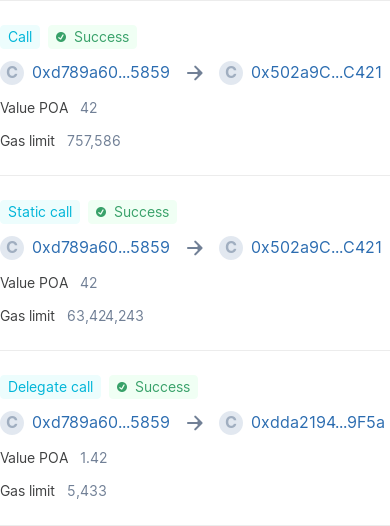 Call Success
C 0xd789a60...5859 → C 0x502a9C...C421
Value POA 42
Gas limit 757,586
Static call Success
C 0xd789a60...5859 → C 0x502a9C...C421
Value POA 42
Gas limit 63,424,243
Delegate call Success
C 0xd789a60...5859 → C 0xdda2194...9F5a
Value POA 1.42
Gas limit 5,433